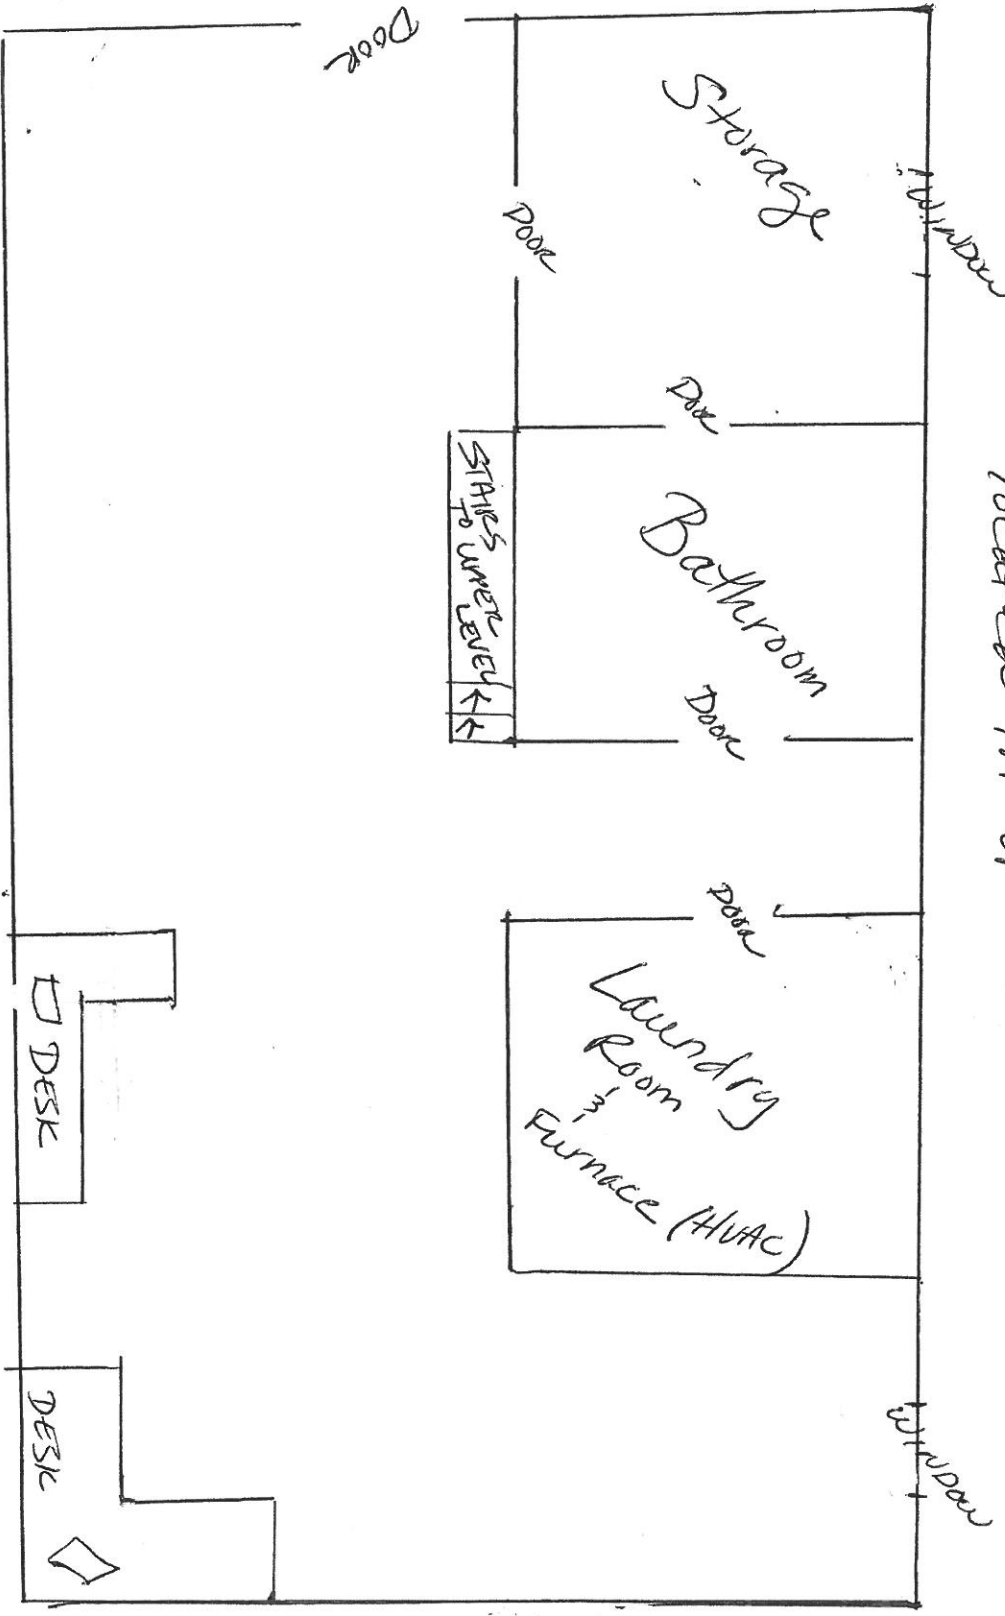 Door
Storage
WINDOW
Door
Door
STAIRS
TO UPPER
LEVEL
Bathroom
Door
Door
Laundry
Room
&
Furnace (HVAC)
DESK
DESK
WINDOW